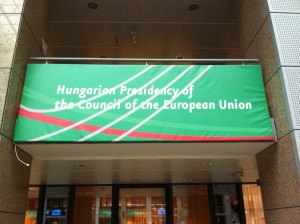 Hungarian Presidency of
the Council of the European Union